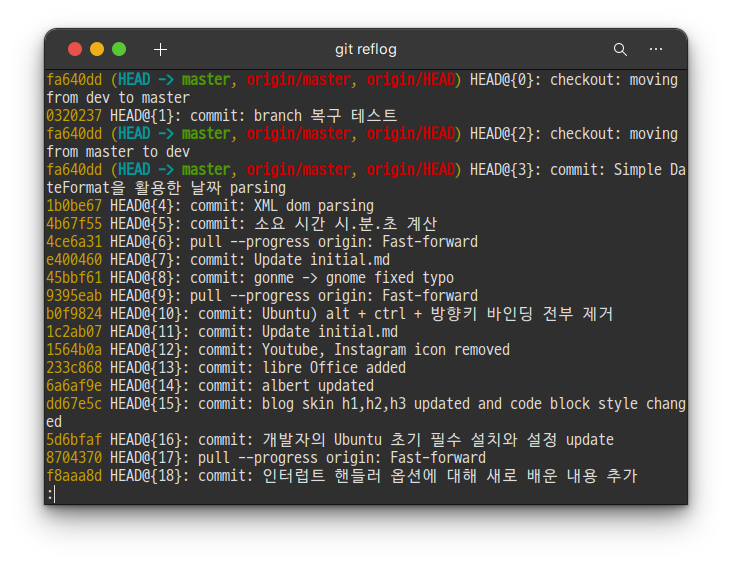 git reflog
fa640dd (HEAD -> master, origin/master, origin/HEAD) HEAD@{0}: checkout: moving
from dev to master
0320237 HEAD@{1}: commit: branch 복구 테스트
fa640dd (HEAD -> master, origin/master, origin/HEAD) HEAD@{2}: checkout: moving
from master to dev
fa640dd (HEAD -> master, origin/master, origin/HEAD) HEAD@{3}: commit: Simple Da
teFormat을 활용한 날짜 parsing
1b0be67 HEAD@{4}: commit: XML dom parsing
4b67f55 HEAD@{5}: commit: 소요 시간 시.분.초 계산
4ce6a31 HEAD@{6}: pull --progress origin: Fast-forward
e400460 HEAD@{7}: commit: Update initial.md
45bbf61 HEAD@{8}: commit: gonme -> gnome fixed typo
9395eab HEAD@{9}: pull --progress origin: Fast-forward
b0f9824 HEAD@{10}: commit: Ubuntu) alt + ctrl + 방향키 바인딩 전부 제거
1c2ab07 HEAD@{11}: commit: Update initial.md
1564b0a HEAD@{12}: commit: Youtube, Instagram icon removed
233c868 HEAD@{13}: commit: libre Office added
6a6af9e HEAD@{14}: commit: albert updated
dd67e5c HEAD@{15}: commit: blog skin h1,h2,h3 updated and code block style chang
ed
5d6bfaf HEAD@{16}: commit: 개발자의 Ubuntu 초기 필수 설치와 설정 update
8704370 HEAD@{17}: pull --progress origin: Fast-forward
f8aaa8d HEAD@{18}: commit: 인터럽트 핸들러 옵션에 대해 새로 배운 내용 추가
: